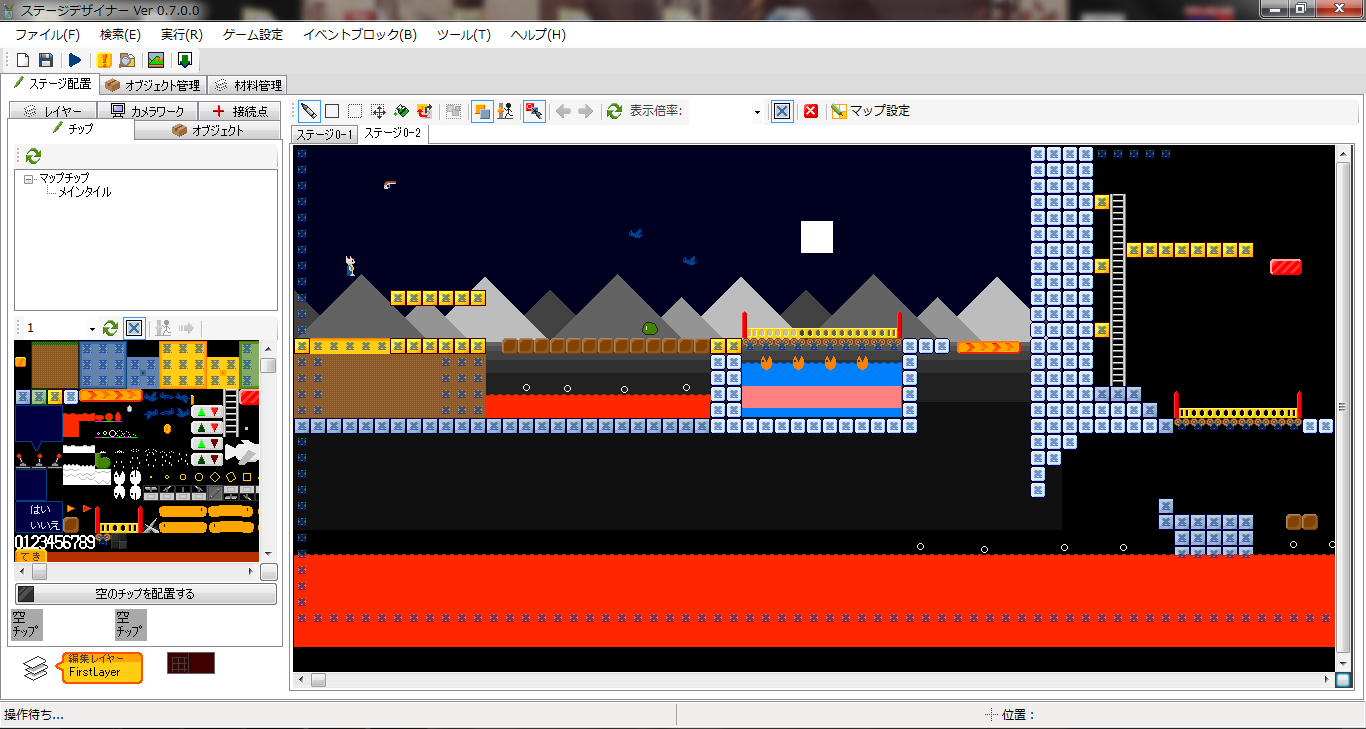 ステージデザイナー Ver 0.7.0.0
ファイル(F) 検索(E) 実行(R) ゲーム設定 イベントブロック(B) ツール(T) ヘルプ(H)
ステージ配置 オブジェクト管理 材料管理
レイヤー カメラワーク 接続点
チップ オブジェクト
表示倍率: マップ設定
ステージ0-1 ステージ0-2
マップチップ
メインタイル
1
はい
いいえ
0123456789
てき
空のチップを配置する
空チップ 空チップ
編集レイヤー
FirstLayer
操作待ち... 位置：